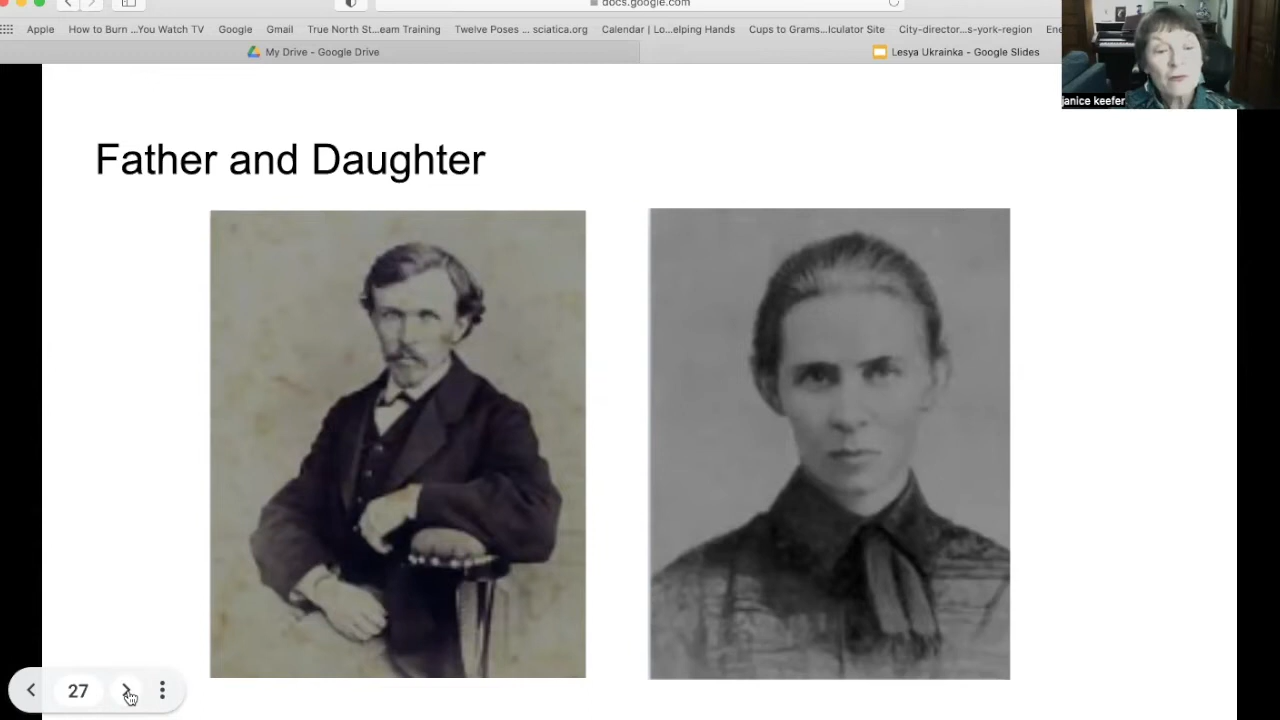 docs.google.com
Apple How to Burn ...You Watch TV Google Gmail True North St...eam Training Twelve Poses ... sciatica.org Calendar | Lo...elping Hands Cups to Grams...lculator Site City-director...s-york-region Ene
My Drive - Google Drive Lesya Ukrainka - Google Slides
janice keefer
Father and Daughter
27